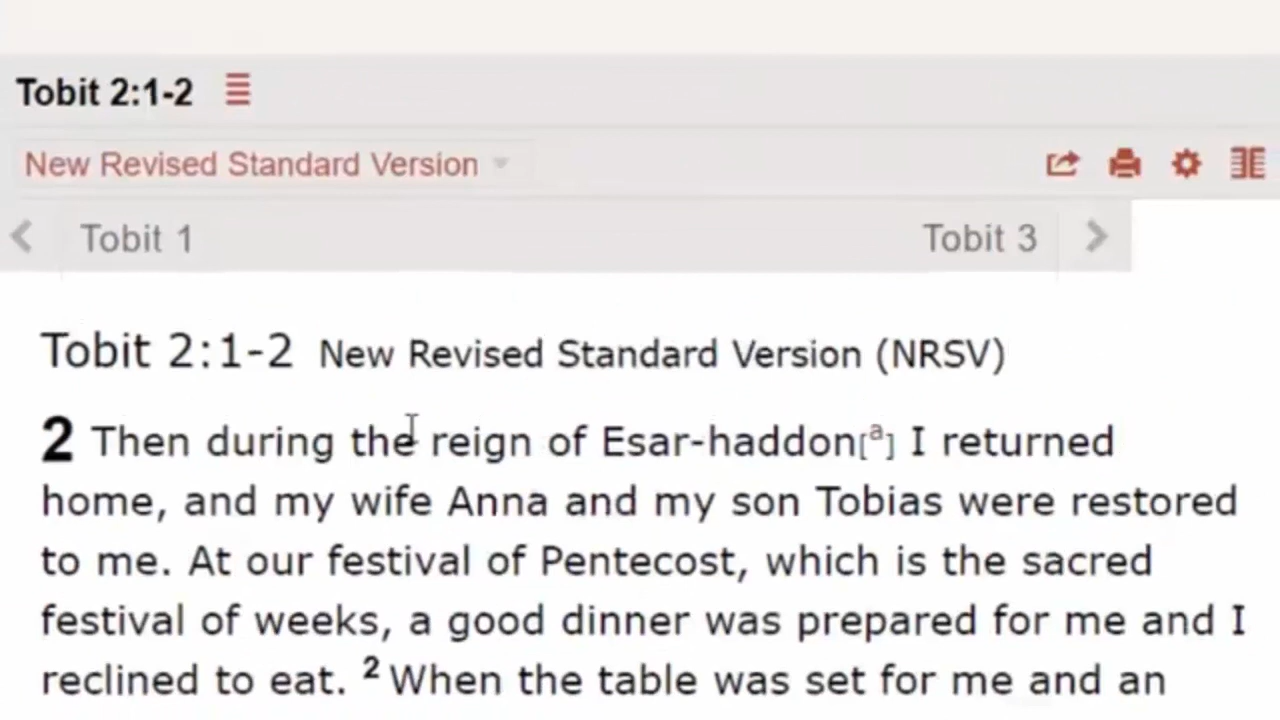 Tobit 2:1-2
New Revised Standard Version
Tobit 1
Tobit 3
Tobit 2:1-2 New Revised Standard Version (NRSV)
2 Then during the reign of Esar-haddon[a] I returned
home, and my wife Anna and my son Tobias were restored
to me. At our festival of Pentecost, which is the sacred
festival of weeks, a good dinner was prepared for me and I
reclined to eat. 2 When the table was set for me and an